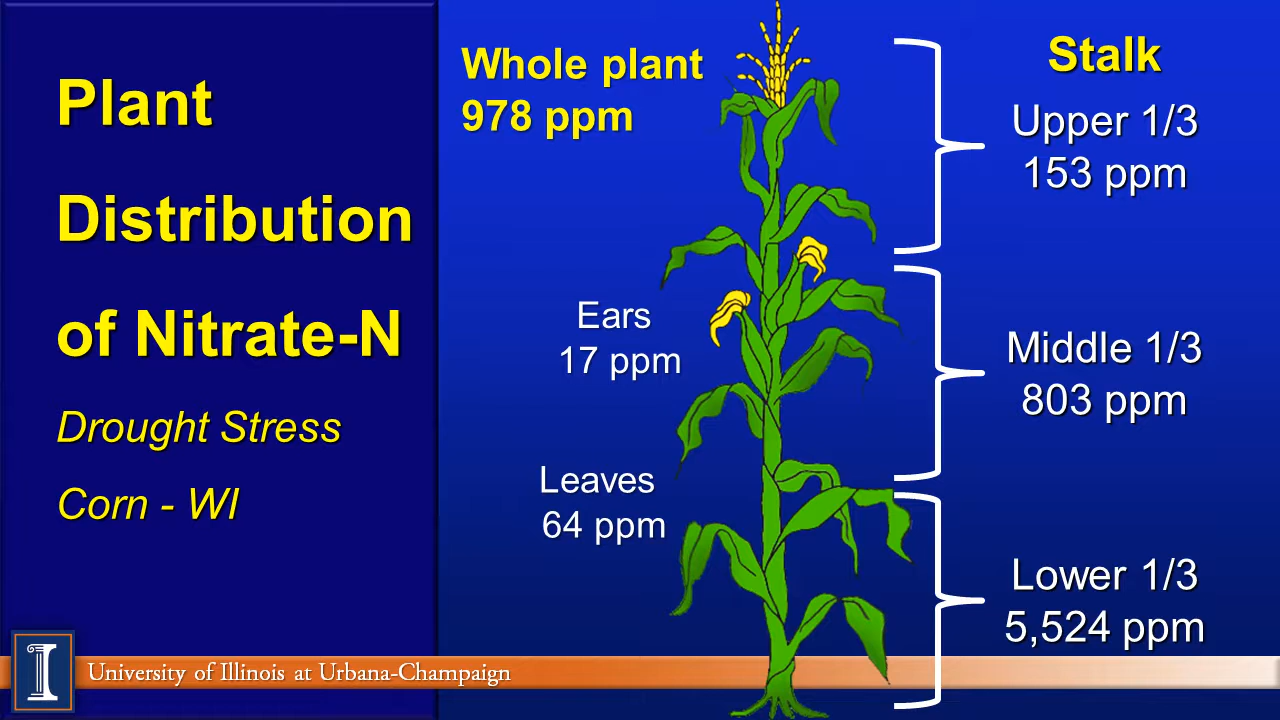 Plant
Distribution
of Nitrate-N
Drought Stress
Corn - WI
Whole plant
978 ppm
Ears
17 ppm
Leaves
64 ppm
Stalk
Upper 1/3
153 ppm
Middle 1/3
803 ppm
Lower 1/3
5,524 ppm
I
University of Illinois at Urbana-Champaign